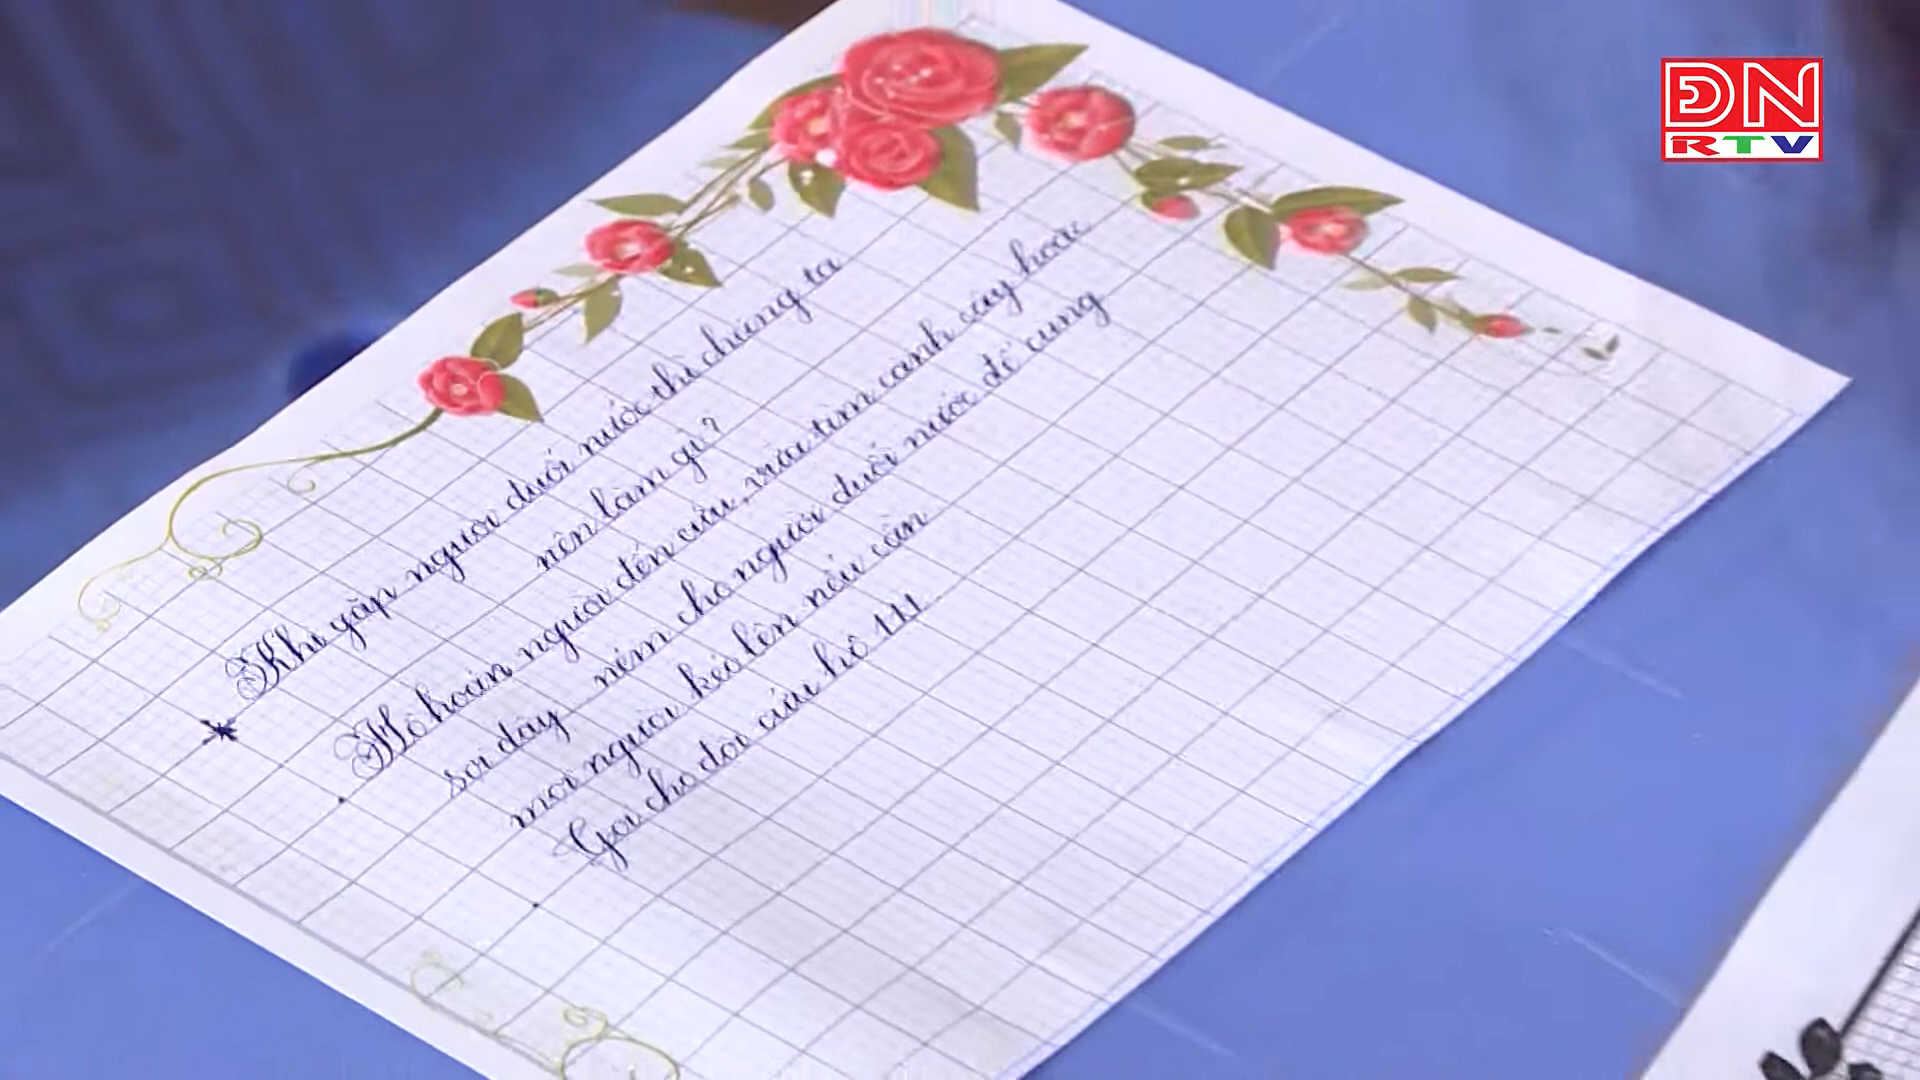 Khi gặp người đuối nước thì chúng ta
nên làm gì?
Hô hoán người đến cứu, vừa tìm cành cây hoặc
sợi dây ném cho người đuối nước để cùng
mọi người kéo lên nếu cần
Gọi cho đội cứu hộ 111
ĐN
RTV